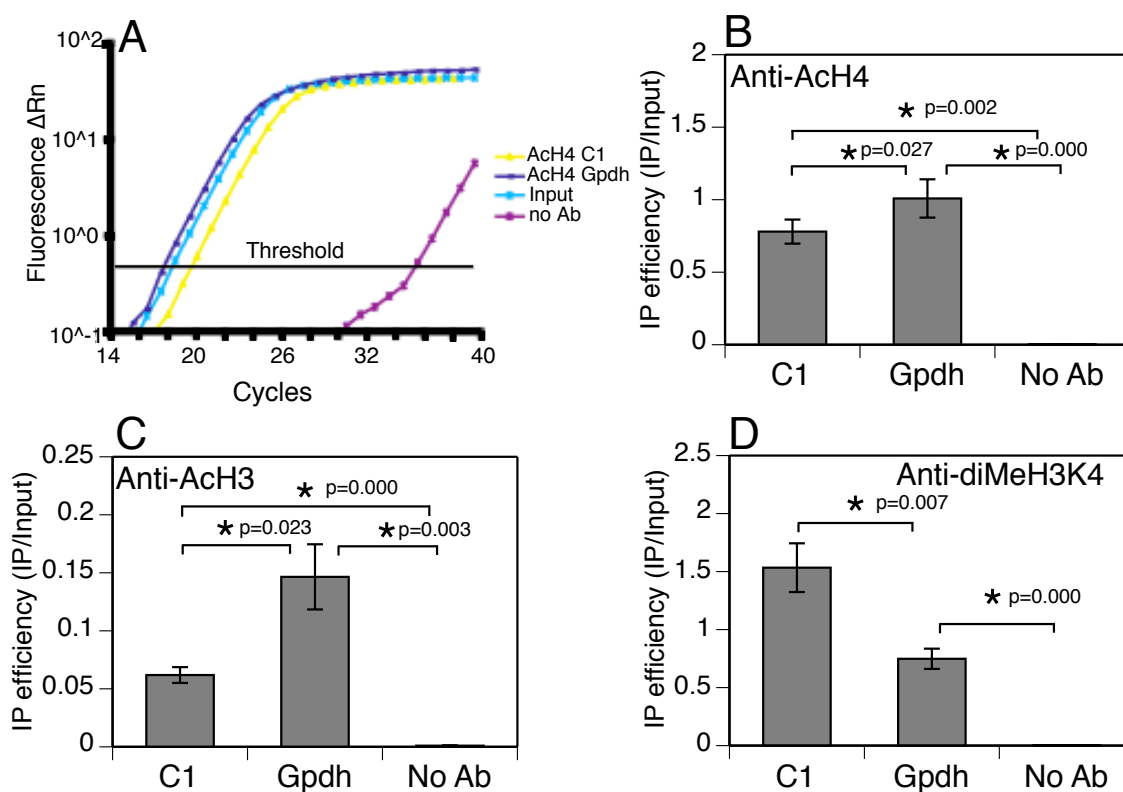 A
10^2
10^1
10^0
10^-1
Fluorescence ΔRn
Threshold
14
20
26
32
40
Cycles
AcH4 C1
AcH4 Gpdh
Input
no Ab
B
Anti-AcH4
2
1.5
1
0.5
0
IP efficiency (IP/Input)
* p=0.002
* p=0.027
* p=0.000
C1
Gpdh
No Ab
C
Anti-AcH3
0.25
0.2
0.15
0.1
0.05
0
IP efficiency (IP/Input)
* p=0.000
* p=0.023
* p=0.003
C1
Gpdh
No Ab
D
Anti-diMeH3K4
2.5
2
1.5
1
0.5
0
IP efficiency (IP/Input)
* p=0.007
* p=0.000
C1
Gpdh
No Ab